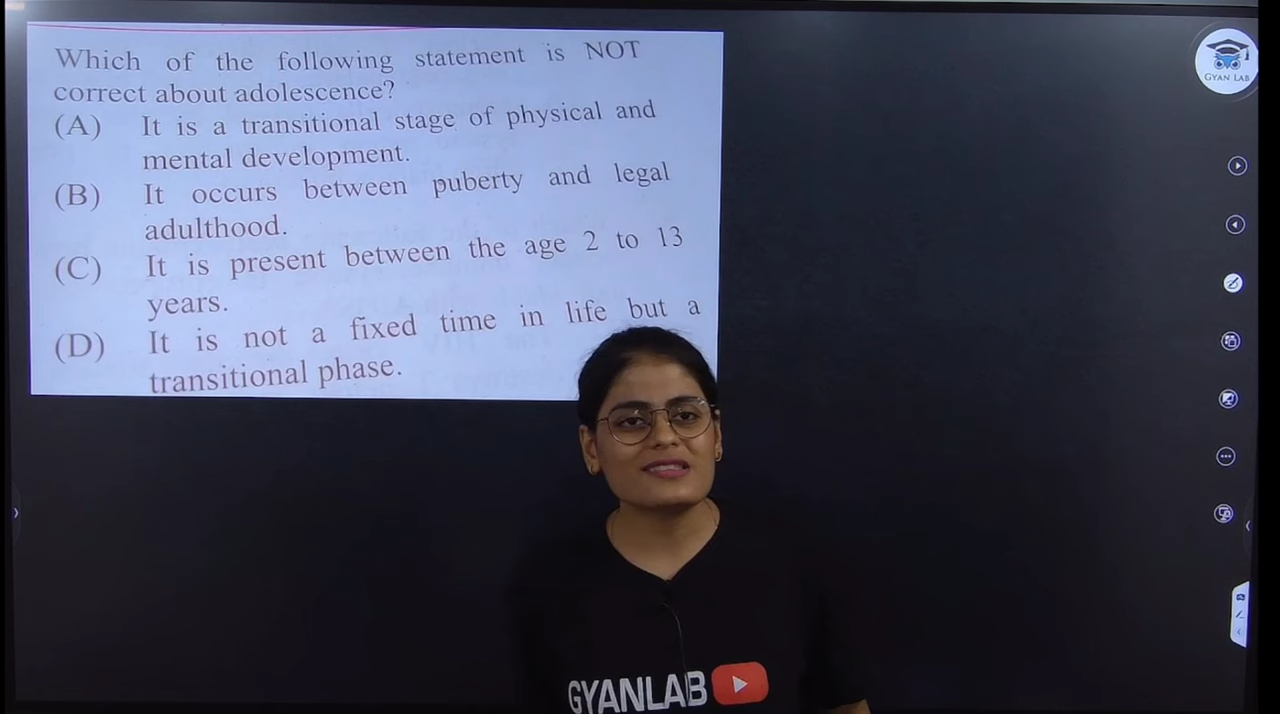 Which of the following statement is NOT
correct about adolescence?
(A) It is a transitional stage of physical and
mental development.
(B) It occurs between puberty and legal
adulthood.
(C) It is present between the age 2 to 13
years.
(D) It is not a fixed time in life but a
transitional phase.
GYAN LAB
GYANLAB